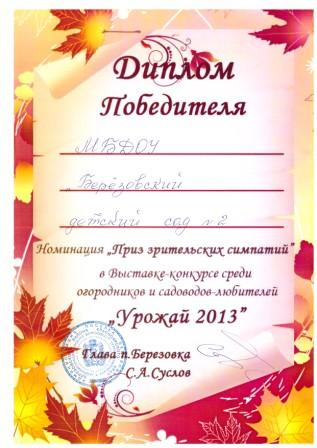 Диплом
Победителя
МБДОУ
„Берёзовский
детский сад №2
Номинация „Приз зрительских симпатий”
в Выставке-конкурсе среди
огородников и садоводов-любителей
„Урожай 2013”
Глава п.Березовка
С.А.Суслов